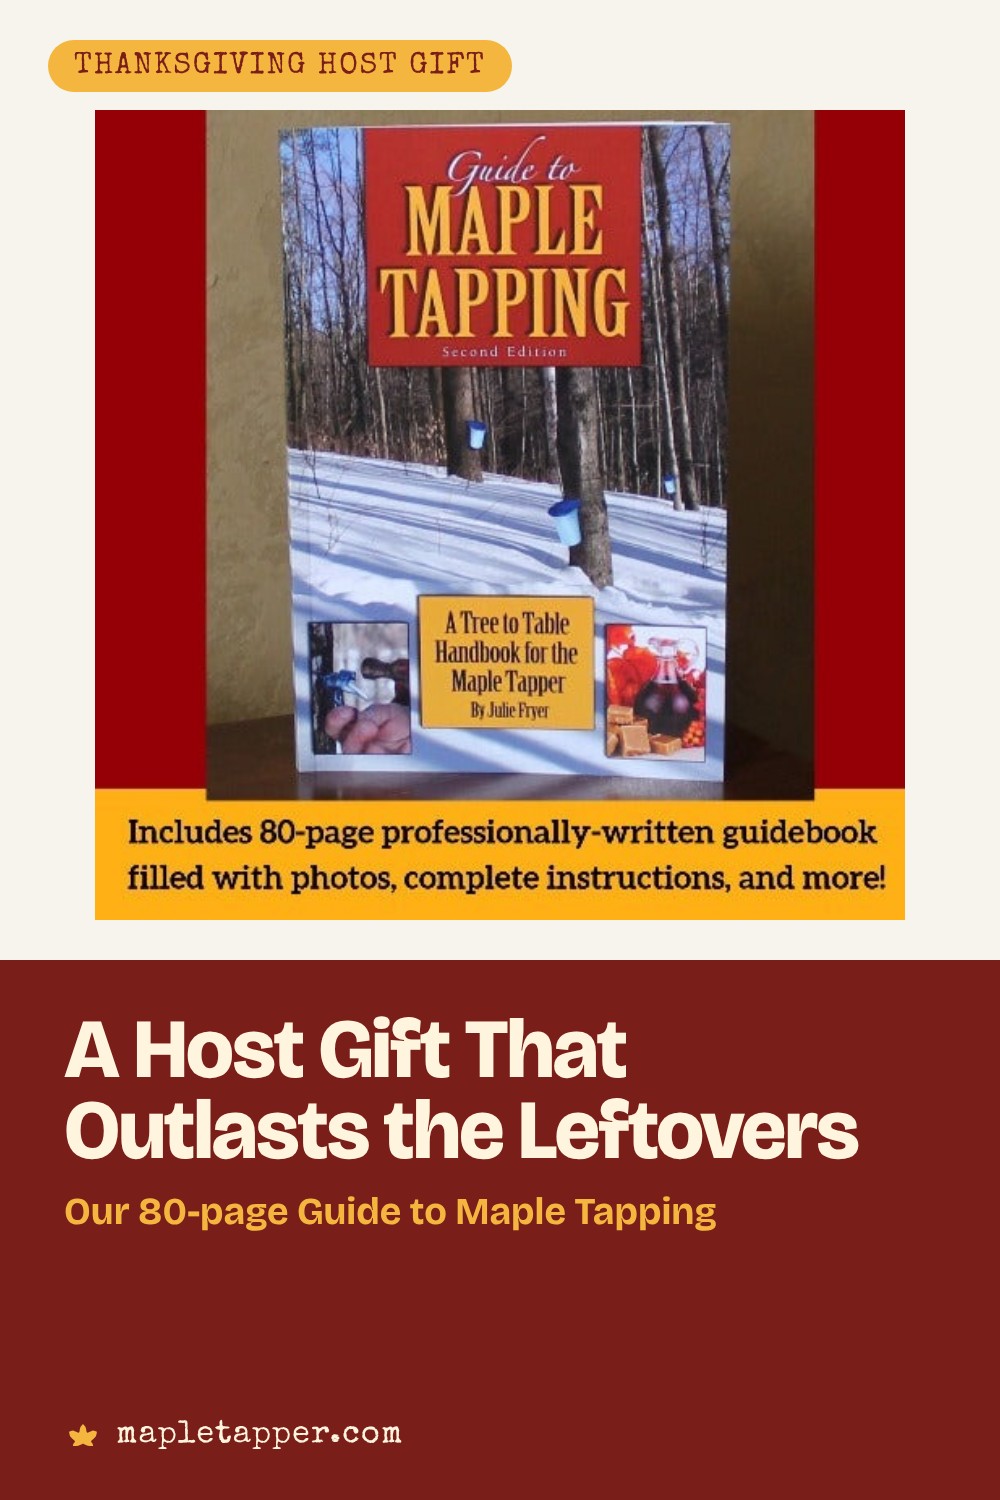 THANKSGIVING HOST GIFT
Guide to
MAPLE
TAPPING
Second Edition
A Tree to Table
Handbook for the
Maple Tapper
By Julie Fryer
Includes 80-page professionally-written guidebook
filled with photos, complete instructions, and more!
A Host Gift That
Outlasts the Leftovers
Our 80-page Guide to Maple Tapping
mapletapper.com